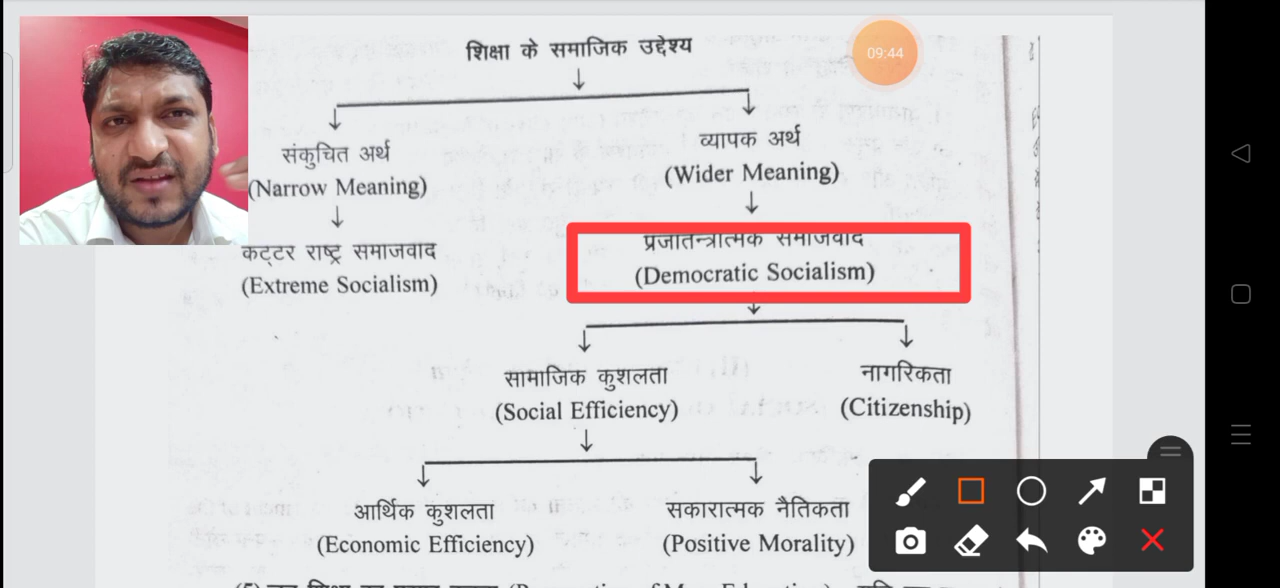 शिक्षा के समाजिक उद्देश्य
09:44
संकुचित अर्थ
(Narrow Meaning)
व्यापक अर्थ
(Wider Meaning)
कट्टर राष्ट्र समाजवाद
(Extreme Socialism)
प्रजातन्त्रात्मक समाजवाद
(Democratic Socialism)
सामाजिक कुशलता
(Social Efficiency)
नागरिकता
(Citizenship)
आर्थिक कुशलता
(Economic Efficiency)
सकारात्मक नैतिकता
(Positive Morality)